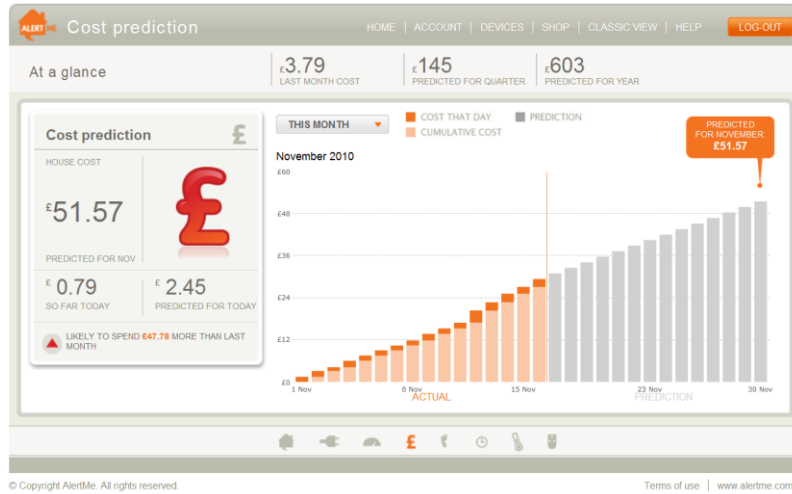 ALERT ME
Cost prediction
HOME | ACCOUNT | DEVICES | SHOP | CLASSIC VIEW | HELP
LOG-OUT
At a glance
£3.79
LAST MONTH COST
£145
PREDICTED FOR QUARTER
£603
PREDICTED FOR YEAR
Cost prediction £
HOUSE COST
£51.57
£
PREDICTED FOR NOV
£ 0.79
SO FAR TODAY
£ 2.45
PREDICTED FOR TODAY
LIKELY TO SPEND £47.78 MORE THAN LAST
MONTH
THIS MONTH
COST THAT DAY
PREDICTION
CUMULATIVE COST
PREDICTED
FOR NOVEMBER
£51.57
November 2010
£60
£48
£36
£24
£12
£0
1 Nov
8 Nov
15 Nov
23 Nov
30 Nov
ACTUAL
PREDICTION
£
© Copyright AlertMe. All rights reserved.
Terms of use | www.alertme.com